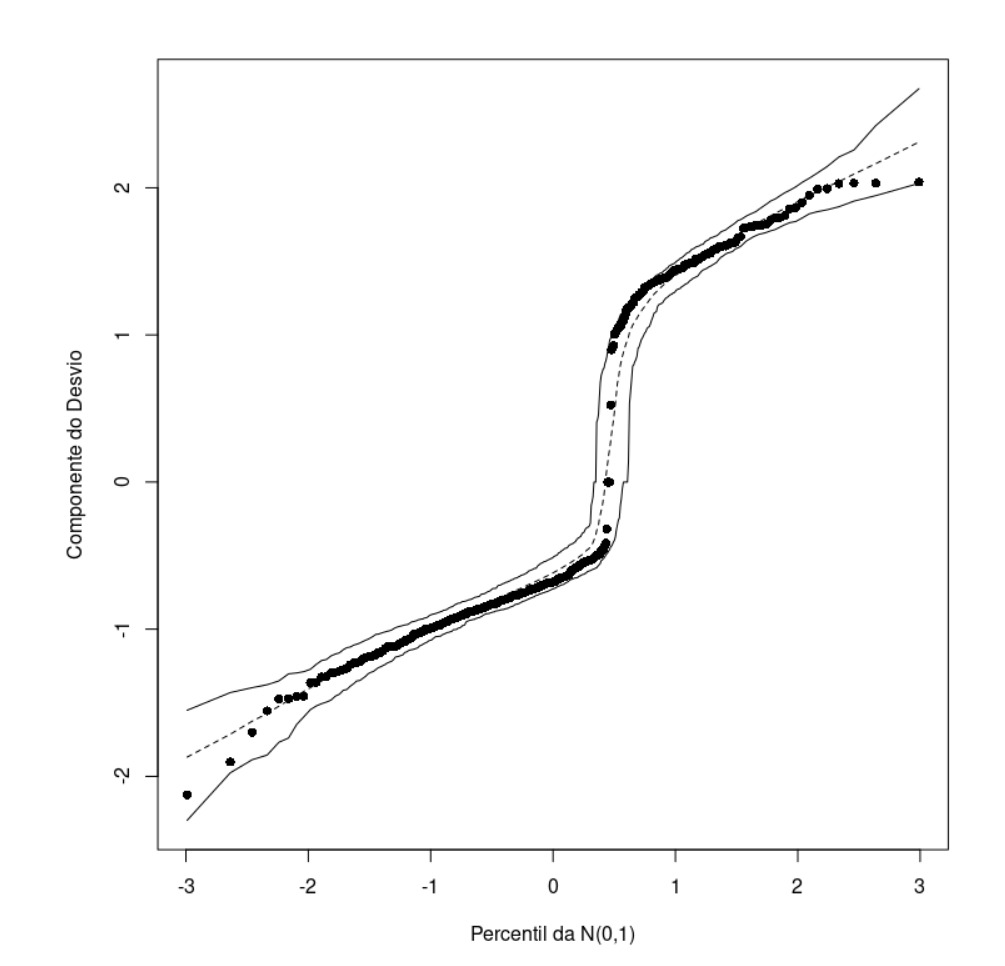 2
1
0
-1
-2
Componente do Desvio
-3 -2 -1 0 1 2 3
Percentil da N(0,1)